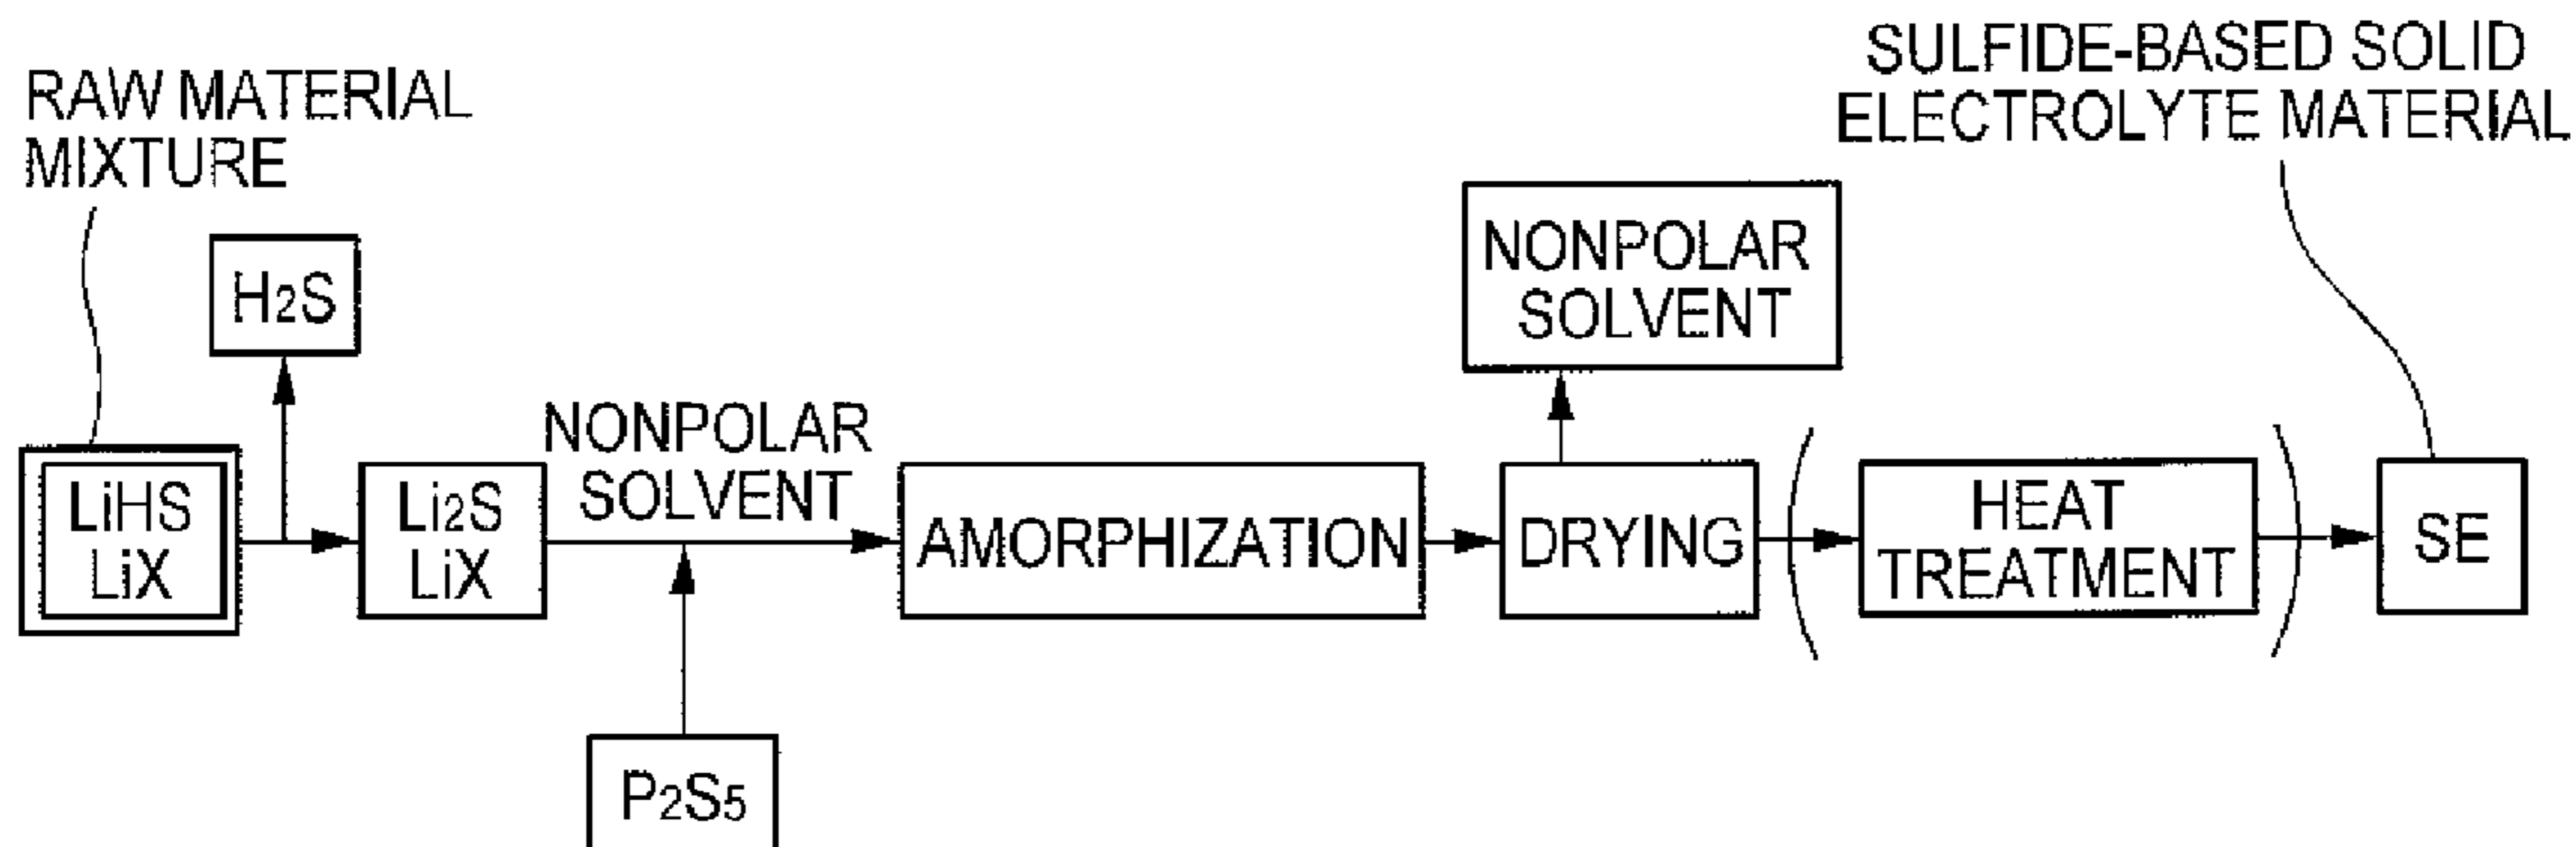 RAW MATERIAL
MIXTURE
H2S
LiHS
LiX
Li2S
LiX
NONPOLAR
SOLVENT
P2S5
AMORPHIZATION
DRYING
NONPOLAR
SOLVENT
HEAT
TREATMENT
SULFIDE-BASED SOLID
ELECTROLYTE MATERIAL
SE